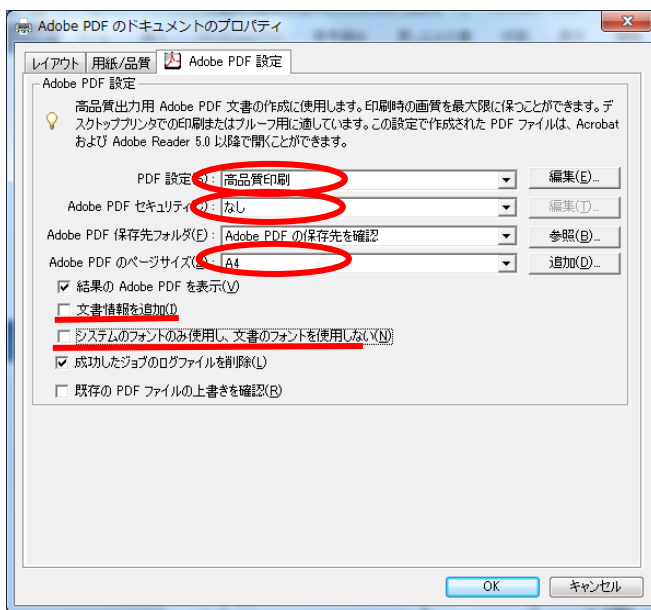 Adobe PDF のドキュメントのプロパティ
レイアウト 用紙/品質 Adobe PDF 設定
Adobe PDF 設定
高品質出力用 Adobe PDF 文書の作成に使用します。印刷時の画質を最大限に保つことができます。デ
スクトッププリンタでの印刷またはプルーフ用に適しています。この設定で作成された PDF ファイルは、Acrobat
および Adobe Reader 5.0 以降で開くことができます。
PDF 設定(S): 高品質印刷 編集(E)...
Adobe PDF セキュリティ: なし 編集(T)...
Adobe PDF 保存先フォルダ(F): Adobe PDF の保存先を確認 参照(B)...
Adobe PDF のページサイズ: A4 追加(D)...
結果の Adobe PDF を表示(V)
文書情報を追加(I)
システムのフォントのみ使用し、文書のフォントを使用しない(N)
成功したジョブのログファイルを削除(L)
既存の PDF ファイルの上書きを確認(R)
OK キャンセル